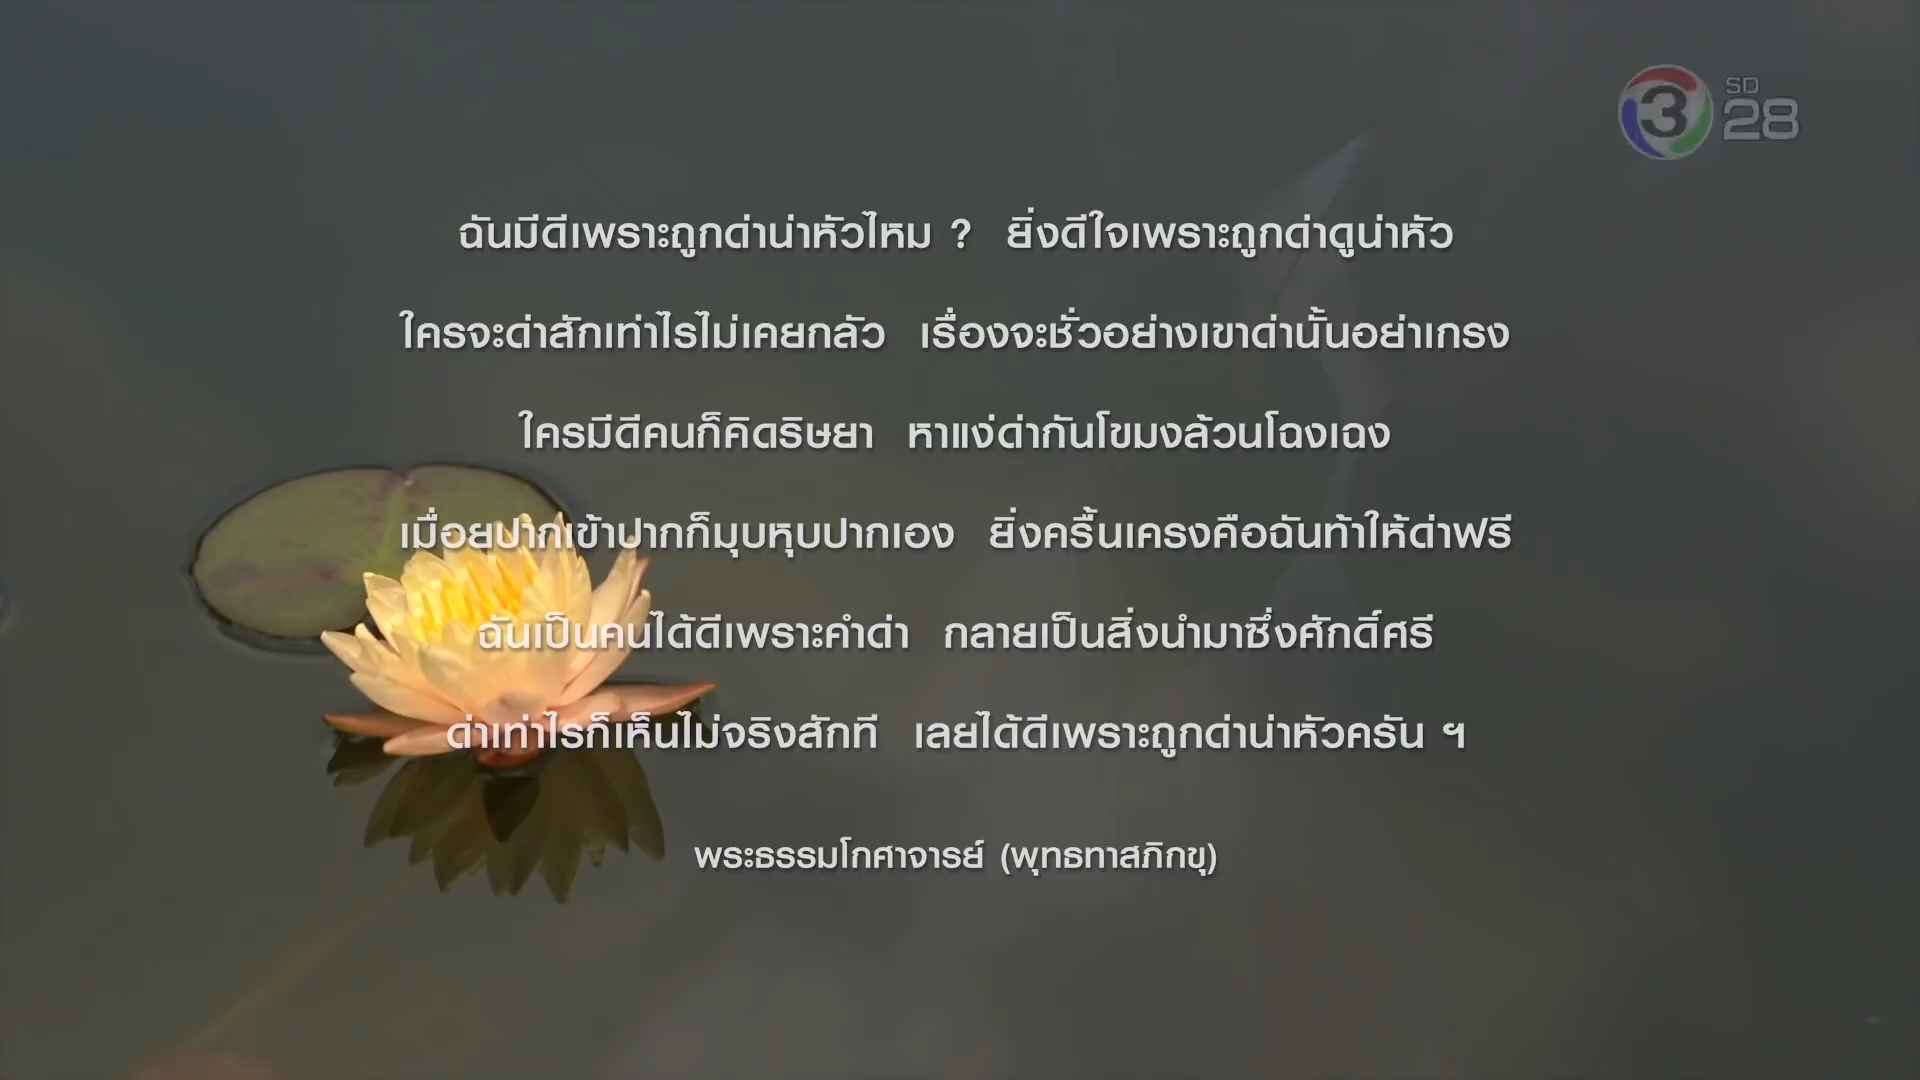 3 SD 28
ฉันมีดีเพราะถูกด่าน่าหัวไหม ? ยิ่งดีใจเพราะถูกด่าดูน่าหัว
ใครจะด่าสักเท่าไรไม่เคยกลัว เรื่องจะชั่วอย่างเขาด่านั้นอย่าเกรง
ใครมีดีคนก็คิดริษยา หาแง่ด่ากันโขมงล้วนโฉงเฉง
เมื่อยปากเข้าปากก็มุบหุบปากเอง ยิ่งครื้นเครงคือฉันท้าให้ด่าฟรี
ฉันเป็นคนได้ดีเพราะคำด่า กลายเป็นสิ่งนำมาซึ่งศักดิ์ศรี
ด่าเท่าไรก็เห็นไม่จริงสักที เลยได้ดีเพราะถูกด่าน่าหัวครัน ฯ
พระธรรมโกศาจารย์ (พุทธทาสภิกขุ)